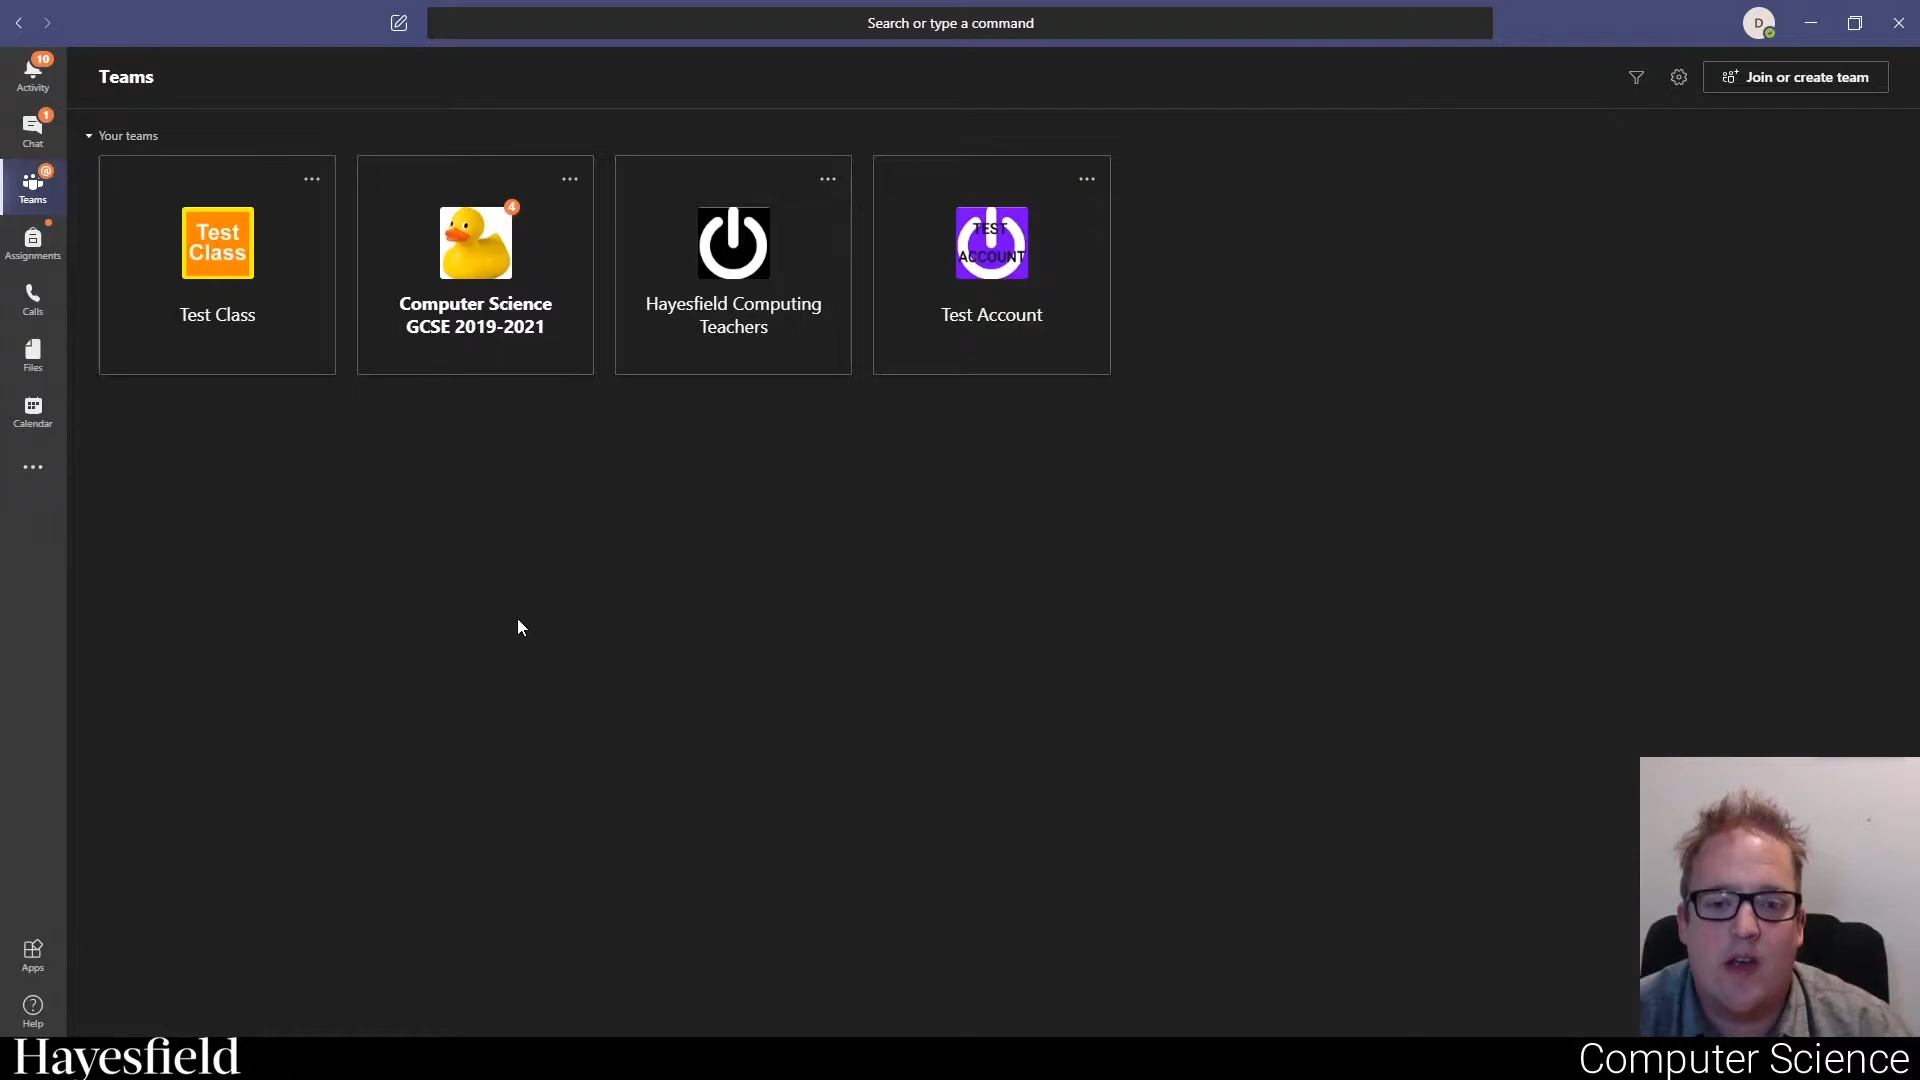 Search or type a command
D
10
Activity
1
Chat
@
Teams
Assignments
Calls
Files
Calendar
Apps
Help
Teams
Join or create team
Your teams
Test
Class
Test Class
4
Computer Science
GCSE 2019-2021
Hayesfield Computing
Teachers
TEST
ACCOUNT
Test Account
Hayesfield
Computer Science